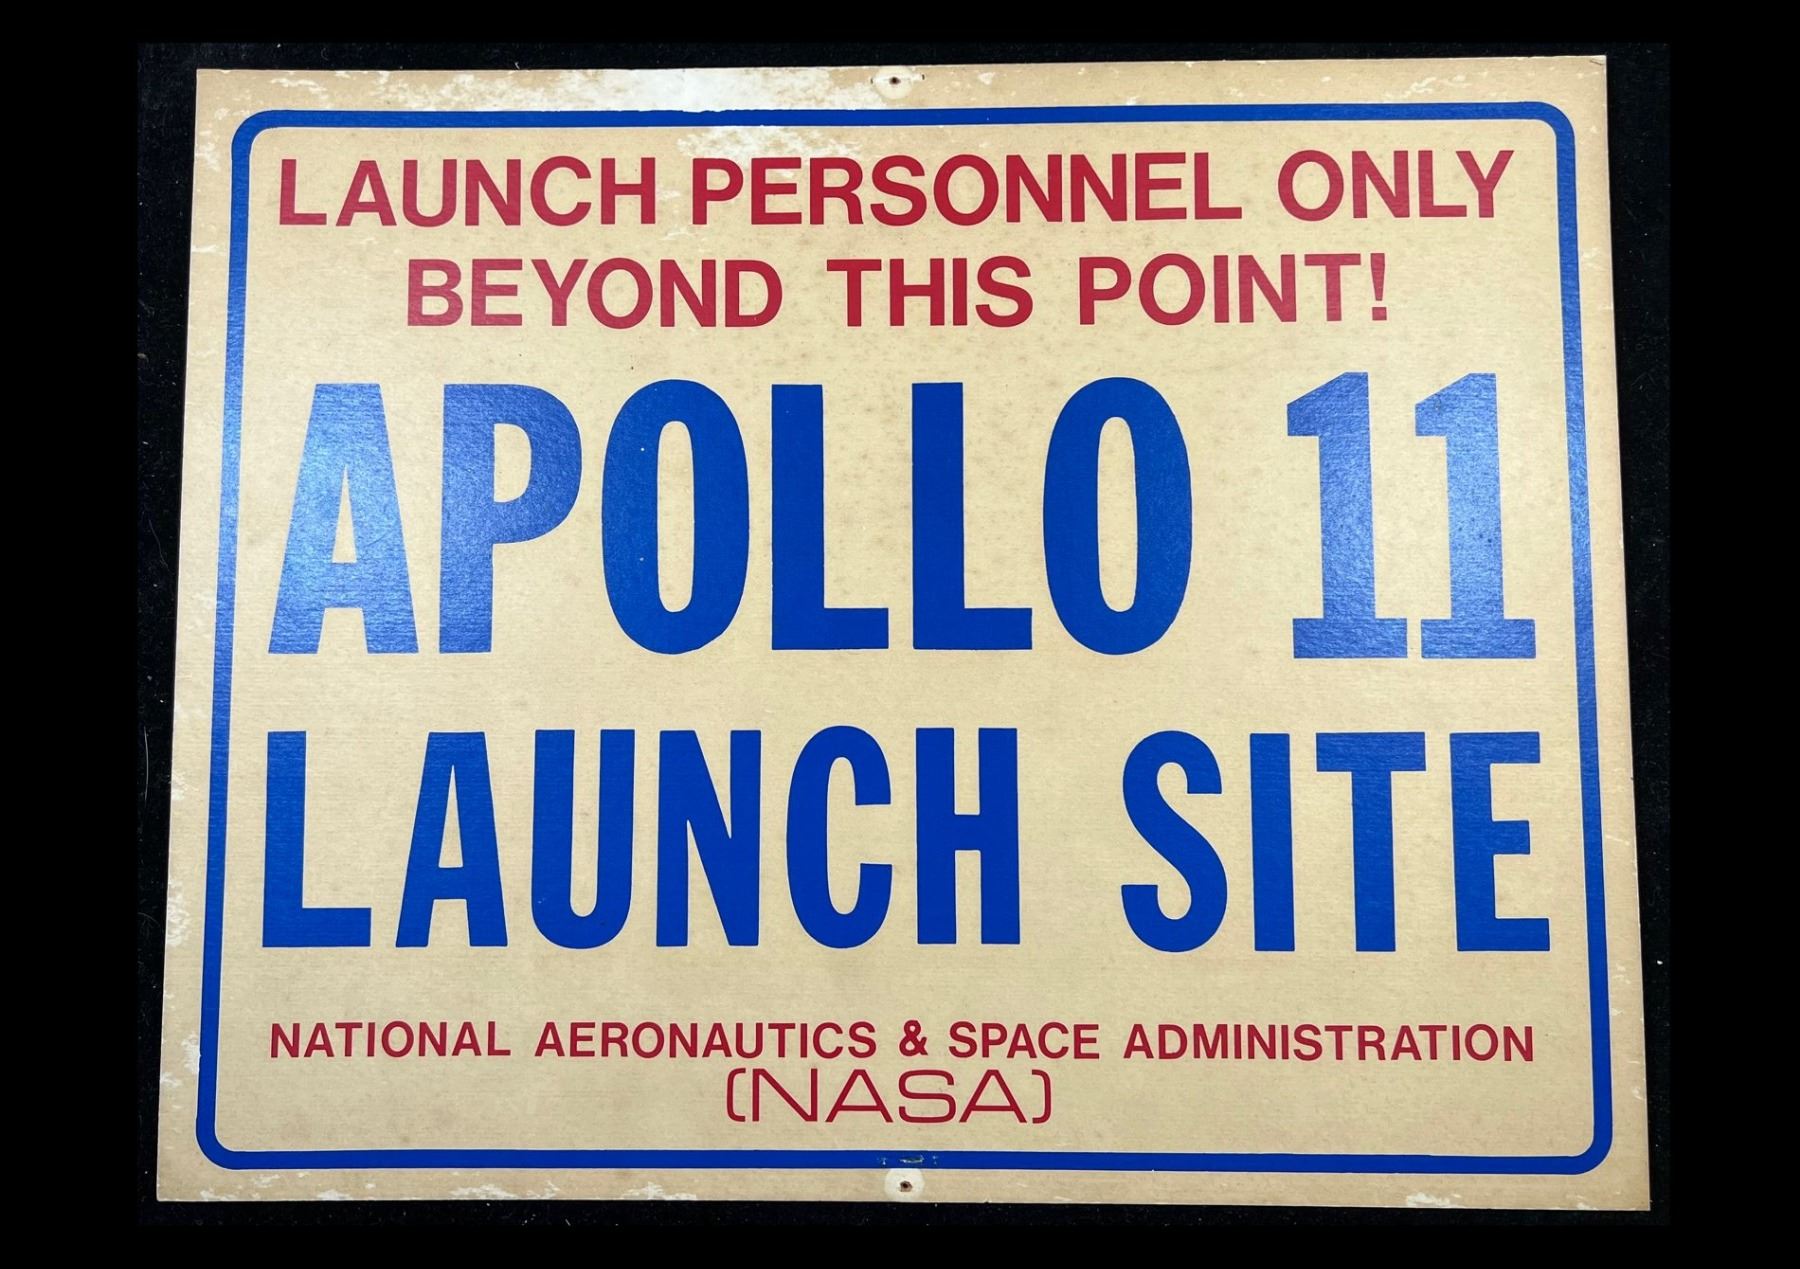 LAUNCH PERSONNEL ONLY
BEYOND THIS POINT!
APOLLO 11
LAUNCH SITE
NATIONAL AERONAUTICS & SPACE ADMINISTRATION
(NASA)